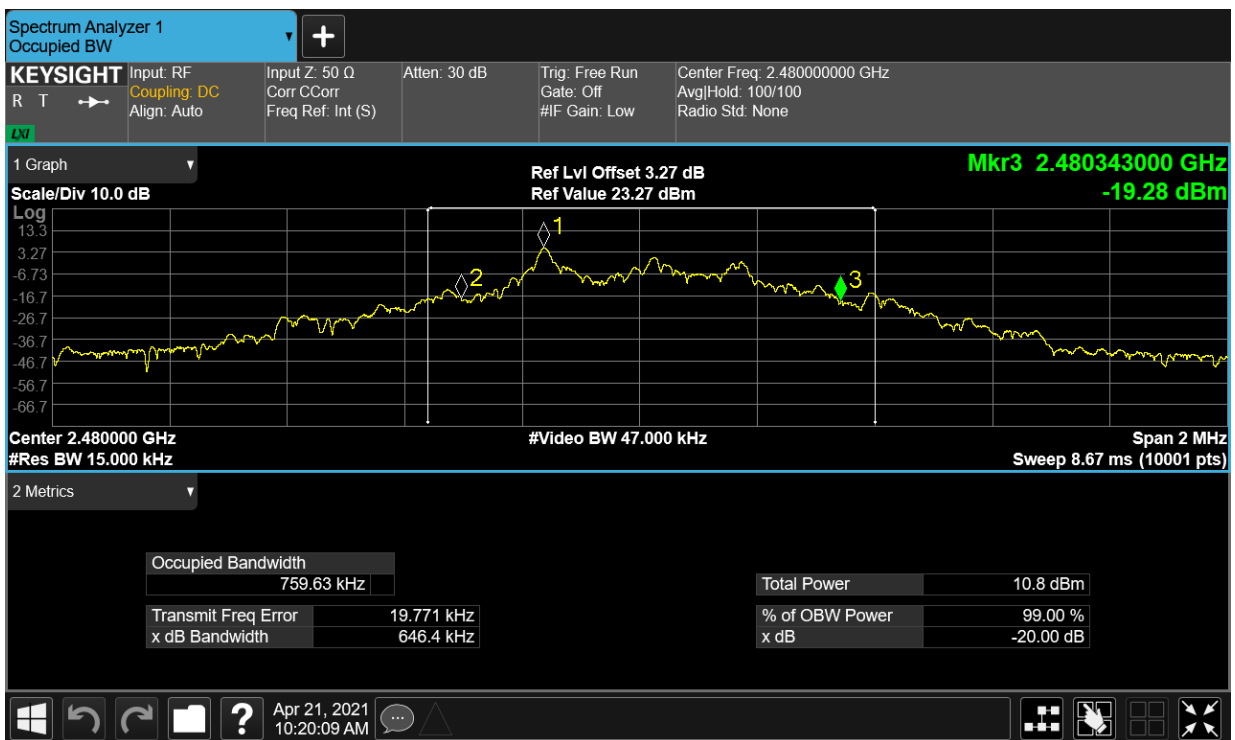 Spectrum Analyzer 1
Occupied BW
KEYSIGHT
R T
LXI
Input: RF
Coupling: DC
Align: Auto
Input Z: 50 Ω
Corr CCorr
Freq Ref: Int (S)
Atten: 30 dB
Trig: Free Run
Gate: Off
#IF Gain: Low
Center Freq: 2.480000000 GHz
Avg|Hold: 100/100
Radio Std: None
1 Graph
Scale/Div 10.0 dB
Ref Lvl Offset 3.27 dB
Ref Value 23.27 dBm
Mkr3 2.480343000 GHz
-19.28 dBm
Log
13.3
3.27
-6.73
-16.7
-26.7
-36.7
-46.7
-56.7
-66.7
1
2
3
Center 2.480000 GHz
#Res BW 15.000 kHz
#Video BW 47.000 kHz
Span 2 MHz
Sweep 8.67 ms (10001 pts)
2 Metrics
Occupied Bandwidth
759.63 kHz
Transmit Freq Error 19.771 kHz
x dB Bandwidth 646.4 kHz
Total Power 10.8 dBm
% of OBW Power 99.00 %
x dB -20.00 dB
?
Apr 21, 2021
10:20:09 AM